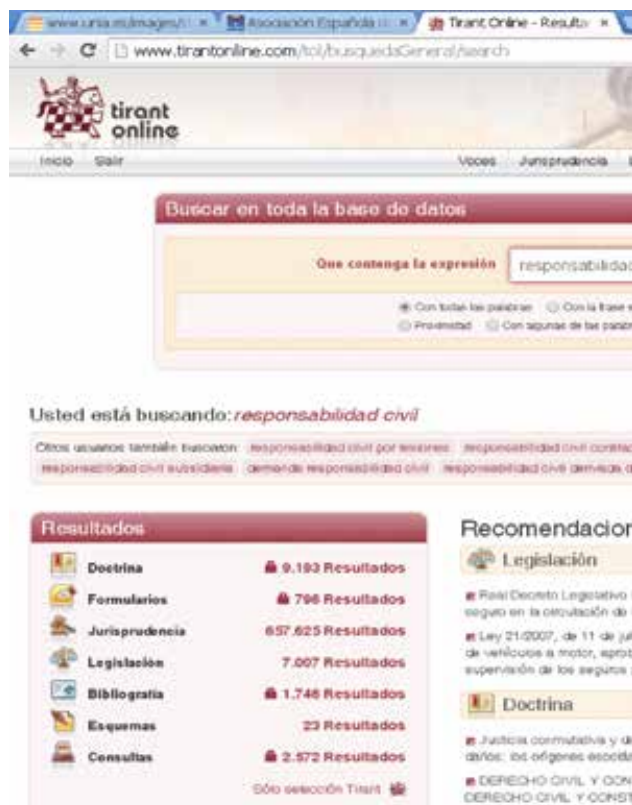 www.unia.es/images/
Asociación Española
Tirant Online - Result
www.tirantonline.com/tol/busquedaGeneral/search
tirant
online
Inicio Salir Voces Jurisprudencia
Buscar en toda la base de datos
Que contenga la expresión responsabilidad
Con todas las palabras Con la frase
Proximidad Con algunas de las palabr
Usted está buscando: responsabilidad civil
Otros usuarios también buscaron: responsabilidad civil por lesiones responsabilidad civil contrac
responsabilidad civil subsidiaria demanda responsabilidad civil responsabilidad civil derivada d
Resultados
Doctrina 9.193 Resultados
Formularios 796 Resultados
Jurisprudencia 657.625 Resultados
Legislación 7.007 Resultados
Bibliografía 1.746 Resultados
Esquemas 23 Resultados
Consultas 2.572 Resultados
Sólo selección Tirant
Recomendacion
Legislación
Real Decreto Legislativo
seguro en la circulación de
Ley 21/2007, de 11 de jul
de vehículos a motor, aprob
supervisión de los seguros
Doctrina
Justicia conmutativa y di
daños: los orígenes escocés
DERECHO CIVIL Y CON
DERECHO CIVIL Y CONST